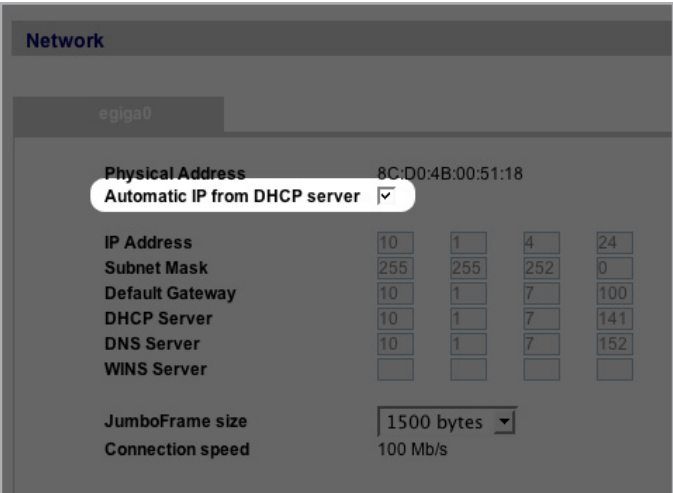 Network
egiga0
Physical Address 8C:D0:4B:00:51:18
Automatic IP from DHCP server
IP Address 10 1 4 24
Subnet Mask 255 255 252 0
Default Gateway 10 1 7 100
DHCP Server 10 1 7 141
DNS Server 10 1 7 152
WINS Server
JumboFrame size 1500 bytes
Connection speed 100 Mb/s